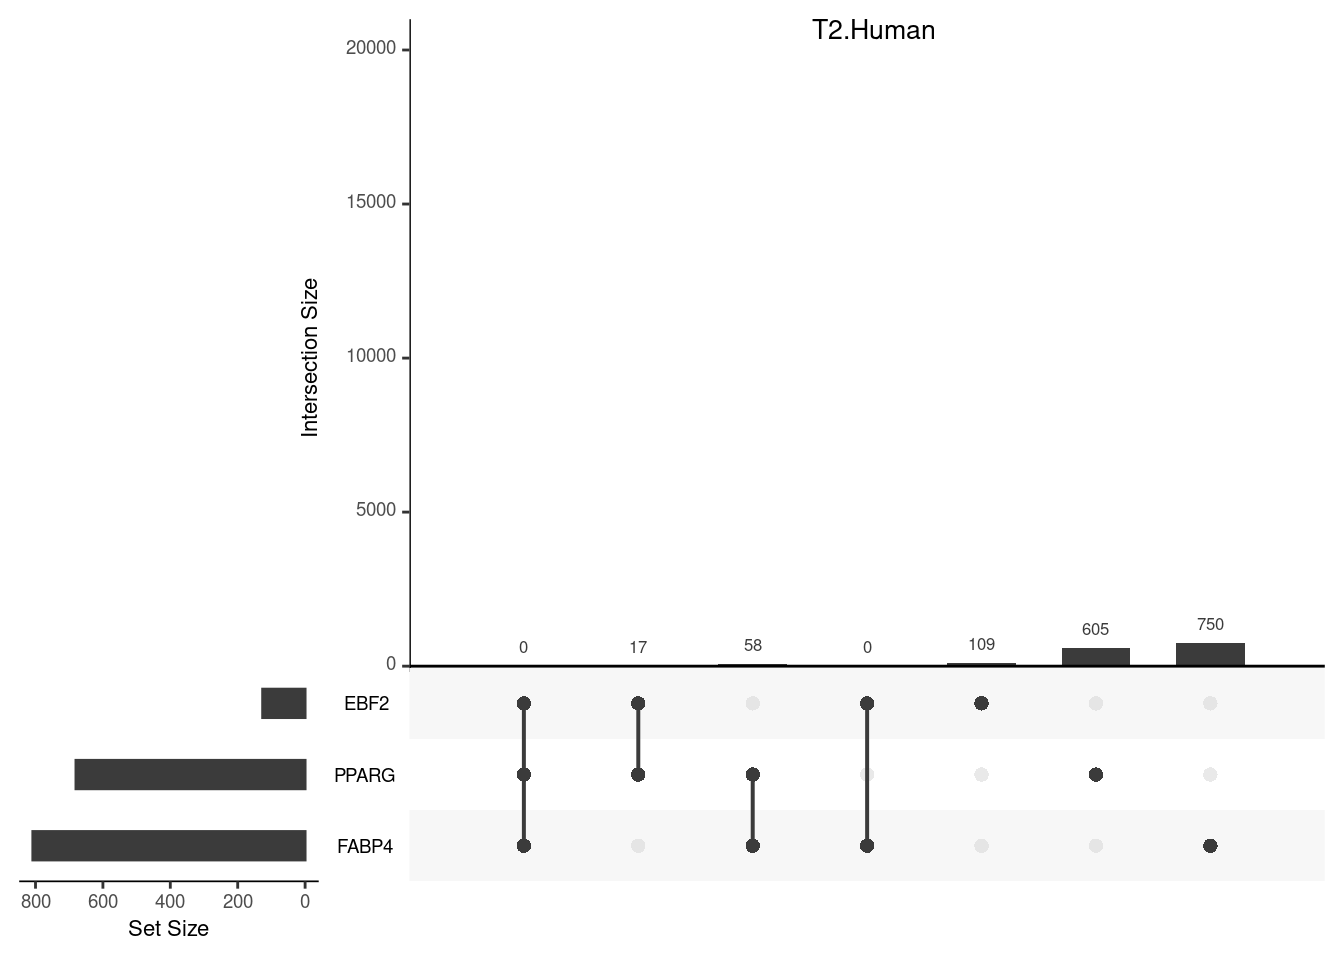 T2.Human
20000
15000
10000
5000
0
Intersection Size
0 17 58 0 109 605 750
EBF2
PPARG
FABP4
800 600 400 200 0
Set Size